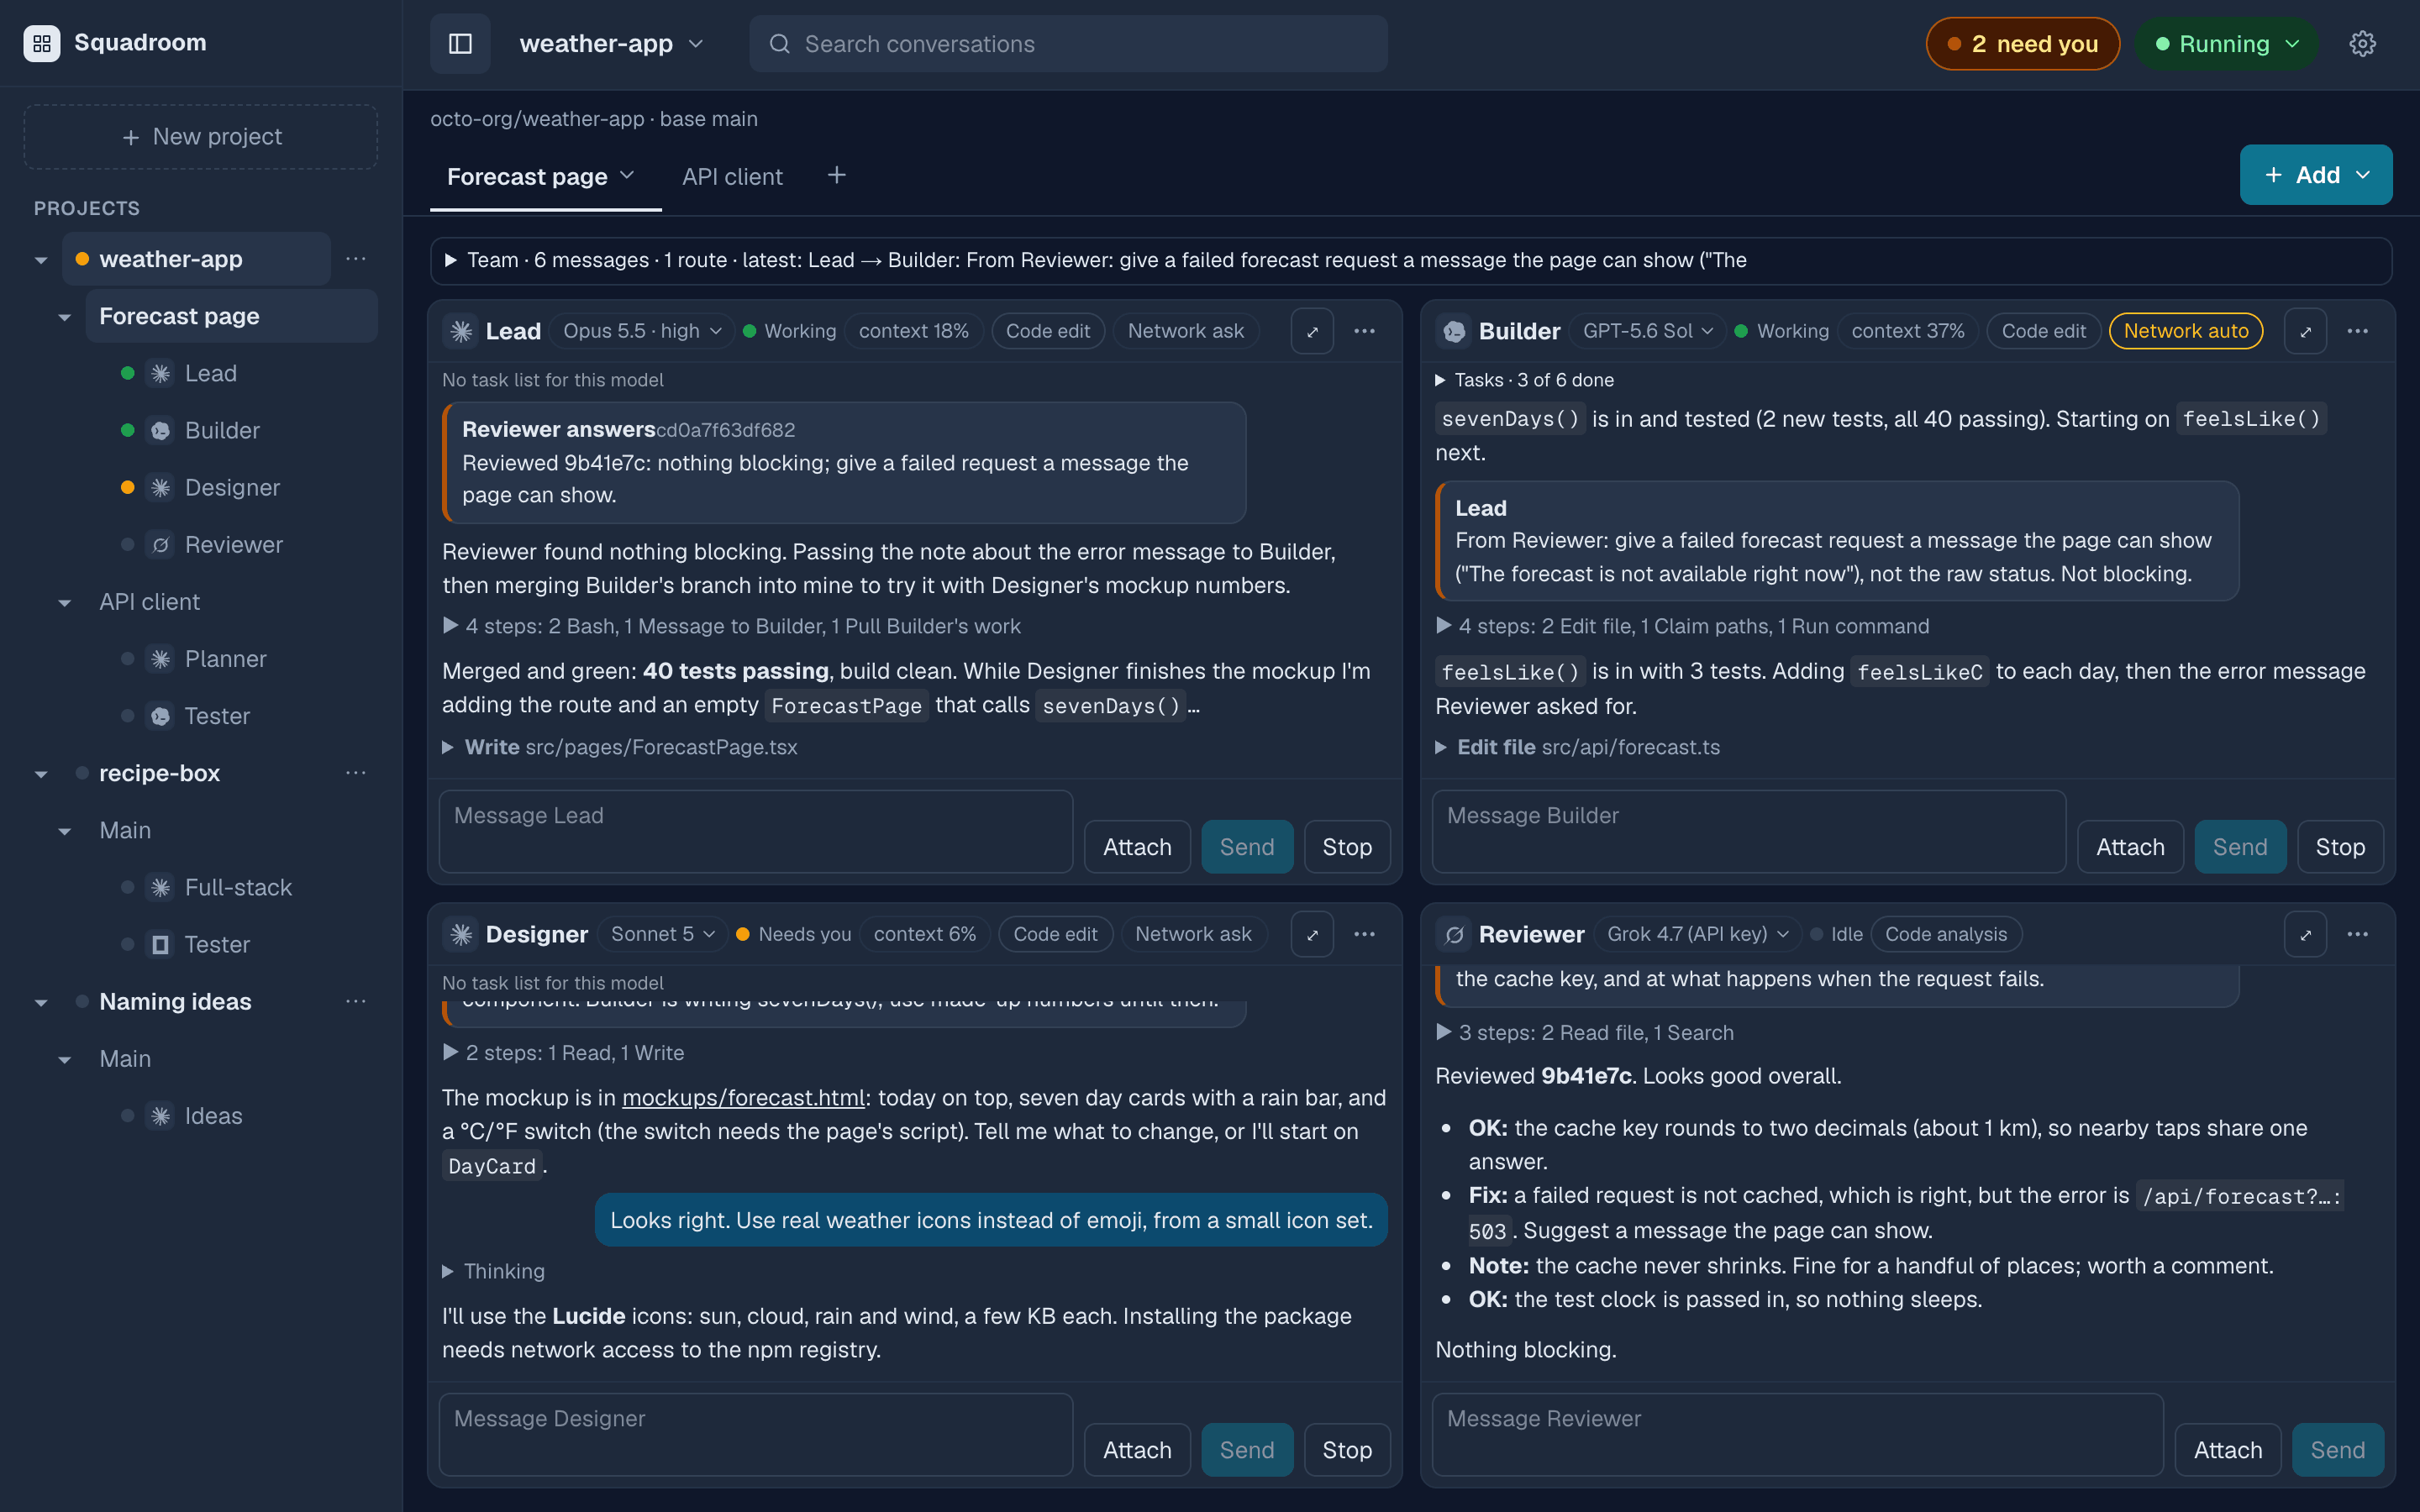 Squadroom
weather-app
Search conversations
2 need you
Running
New project
PROJECTS
weather-app
Forecast page
Lead
Builder
Designer
Reviewer
API client
Planner
Tester
recipe-box
Main
Full-stack
Tester
Naming ideas
Main
Ideas
octo-org/weather-app · base main
Forecast page
API client
+ Add
Team · 6 messages · 1 route · latest: Lead → Builder: From Reviewer: give a failed forecast request a message the page can show ("The
Lead Opus 5.5 · high Working context 18% Code edit Network ask
No task list for this model
Reviewer answerscd0a7f63df682
Reviewed 9b41e7c: nothing blocking; give a failed request a message the
page can show.
Reviewer found nothing blocking. Passing the note about the error message to Builder,
then merging Builder's branch into mine to try it with Designer's mockup numbers.
4 steps: 2 Bash, 1 Message to Builder, 1 Pull Builder's work
Merged and green: 40 tests passing, build clean. While Designer finishes the mockup I'm
adding the route and an empty ForecastPage that calls sevenDays()…
Write src/pages/ForecastPage.tsx
Message Lead
Attach Send Stop
Builder GPT-5.6 Sol Working context 37% Code edit Network auto
Tasks · 3 of 6 done
sevenDays() is in and tested (2 new tests, all 40 passing). Starting on feelsLike()
next.
Lead
From Reviewer: give a failed forecast request a message the page can show
("The forecast is not available right now"), not the raw status. Not blocking.
4 steps: 2 Edit file, 1 Claim paths, 1 Run command
feelsLike() is in with 3 tests. Adding feelsLikeC to each day, then the error message
Reviewer asked for.
Edit file src/api/forecast.ts
Message Builder
Attach Send Stop
Designer Sonnet 5 Needs you context 6% Code edit Network ask
No task list for this model
component. Builder is writing sevenDays(), use made-up numbers until then.
2 steps: 1 Read, 1 Write
The mockup is in mockups/forecast.html: today on top, seven day cards with a rain bar, and
a °C/°F switch (the switch needs the page's script). Tell me what to change, or I'll start on
DayCard.
Looks right. Use real weather icons instead of emoji, from a small icon set.
Thinking
I'll use the Lucide icons: sun, cloud, rain and wind, a few KB each. Installing the package
needs network access to the npm registry.
Message Designer
Attach Send Stop
Reviewer Grok 4.7 (API key) Idle Code analysis
the cache key, and at what happens when the request fails.
3 steps: 2 Read file, 1 Search
Reviewed 9b41e7c. Looks good overall.
• OK: the cache key rounds to two decimals (about 1 km), so nearby taps share one
answer.
• Fix: a failed request is not cached, which is right, but the error is /api/forecast?…:
503. Suggest a message the page can show.
• Note: the cache never shrinks. Fine for a handful of places; worth a comment.
• OK: the test clock is passed in, so nothing sleeps.
Nothing blocking.
Message Reviewer
Attach Send